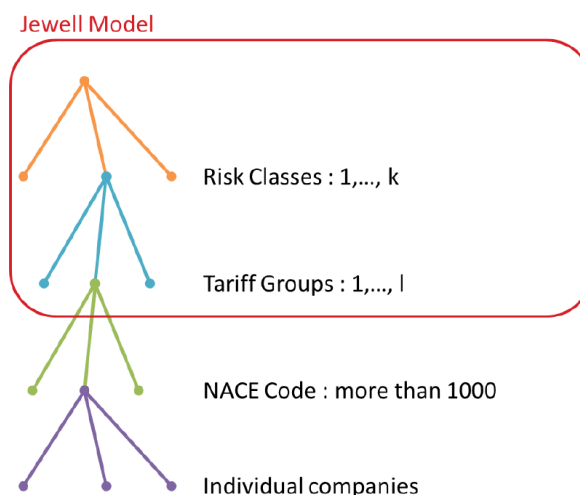 Jewell Model
Risk Classes : 1,..., k
Tariff Groups : 1,..., l
NACE Code : more than 1000
Individual companies